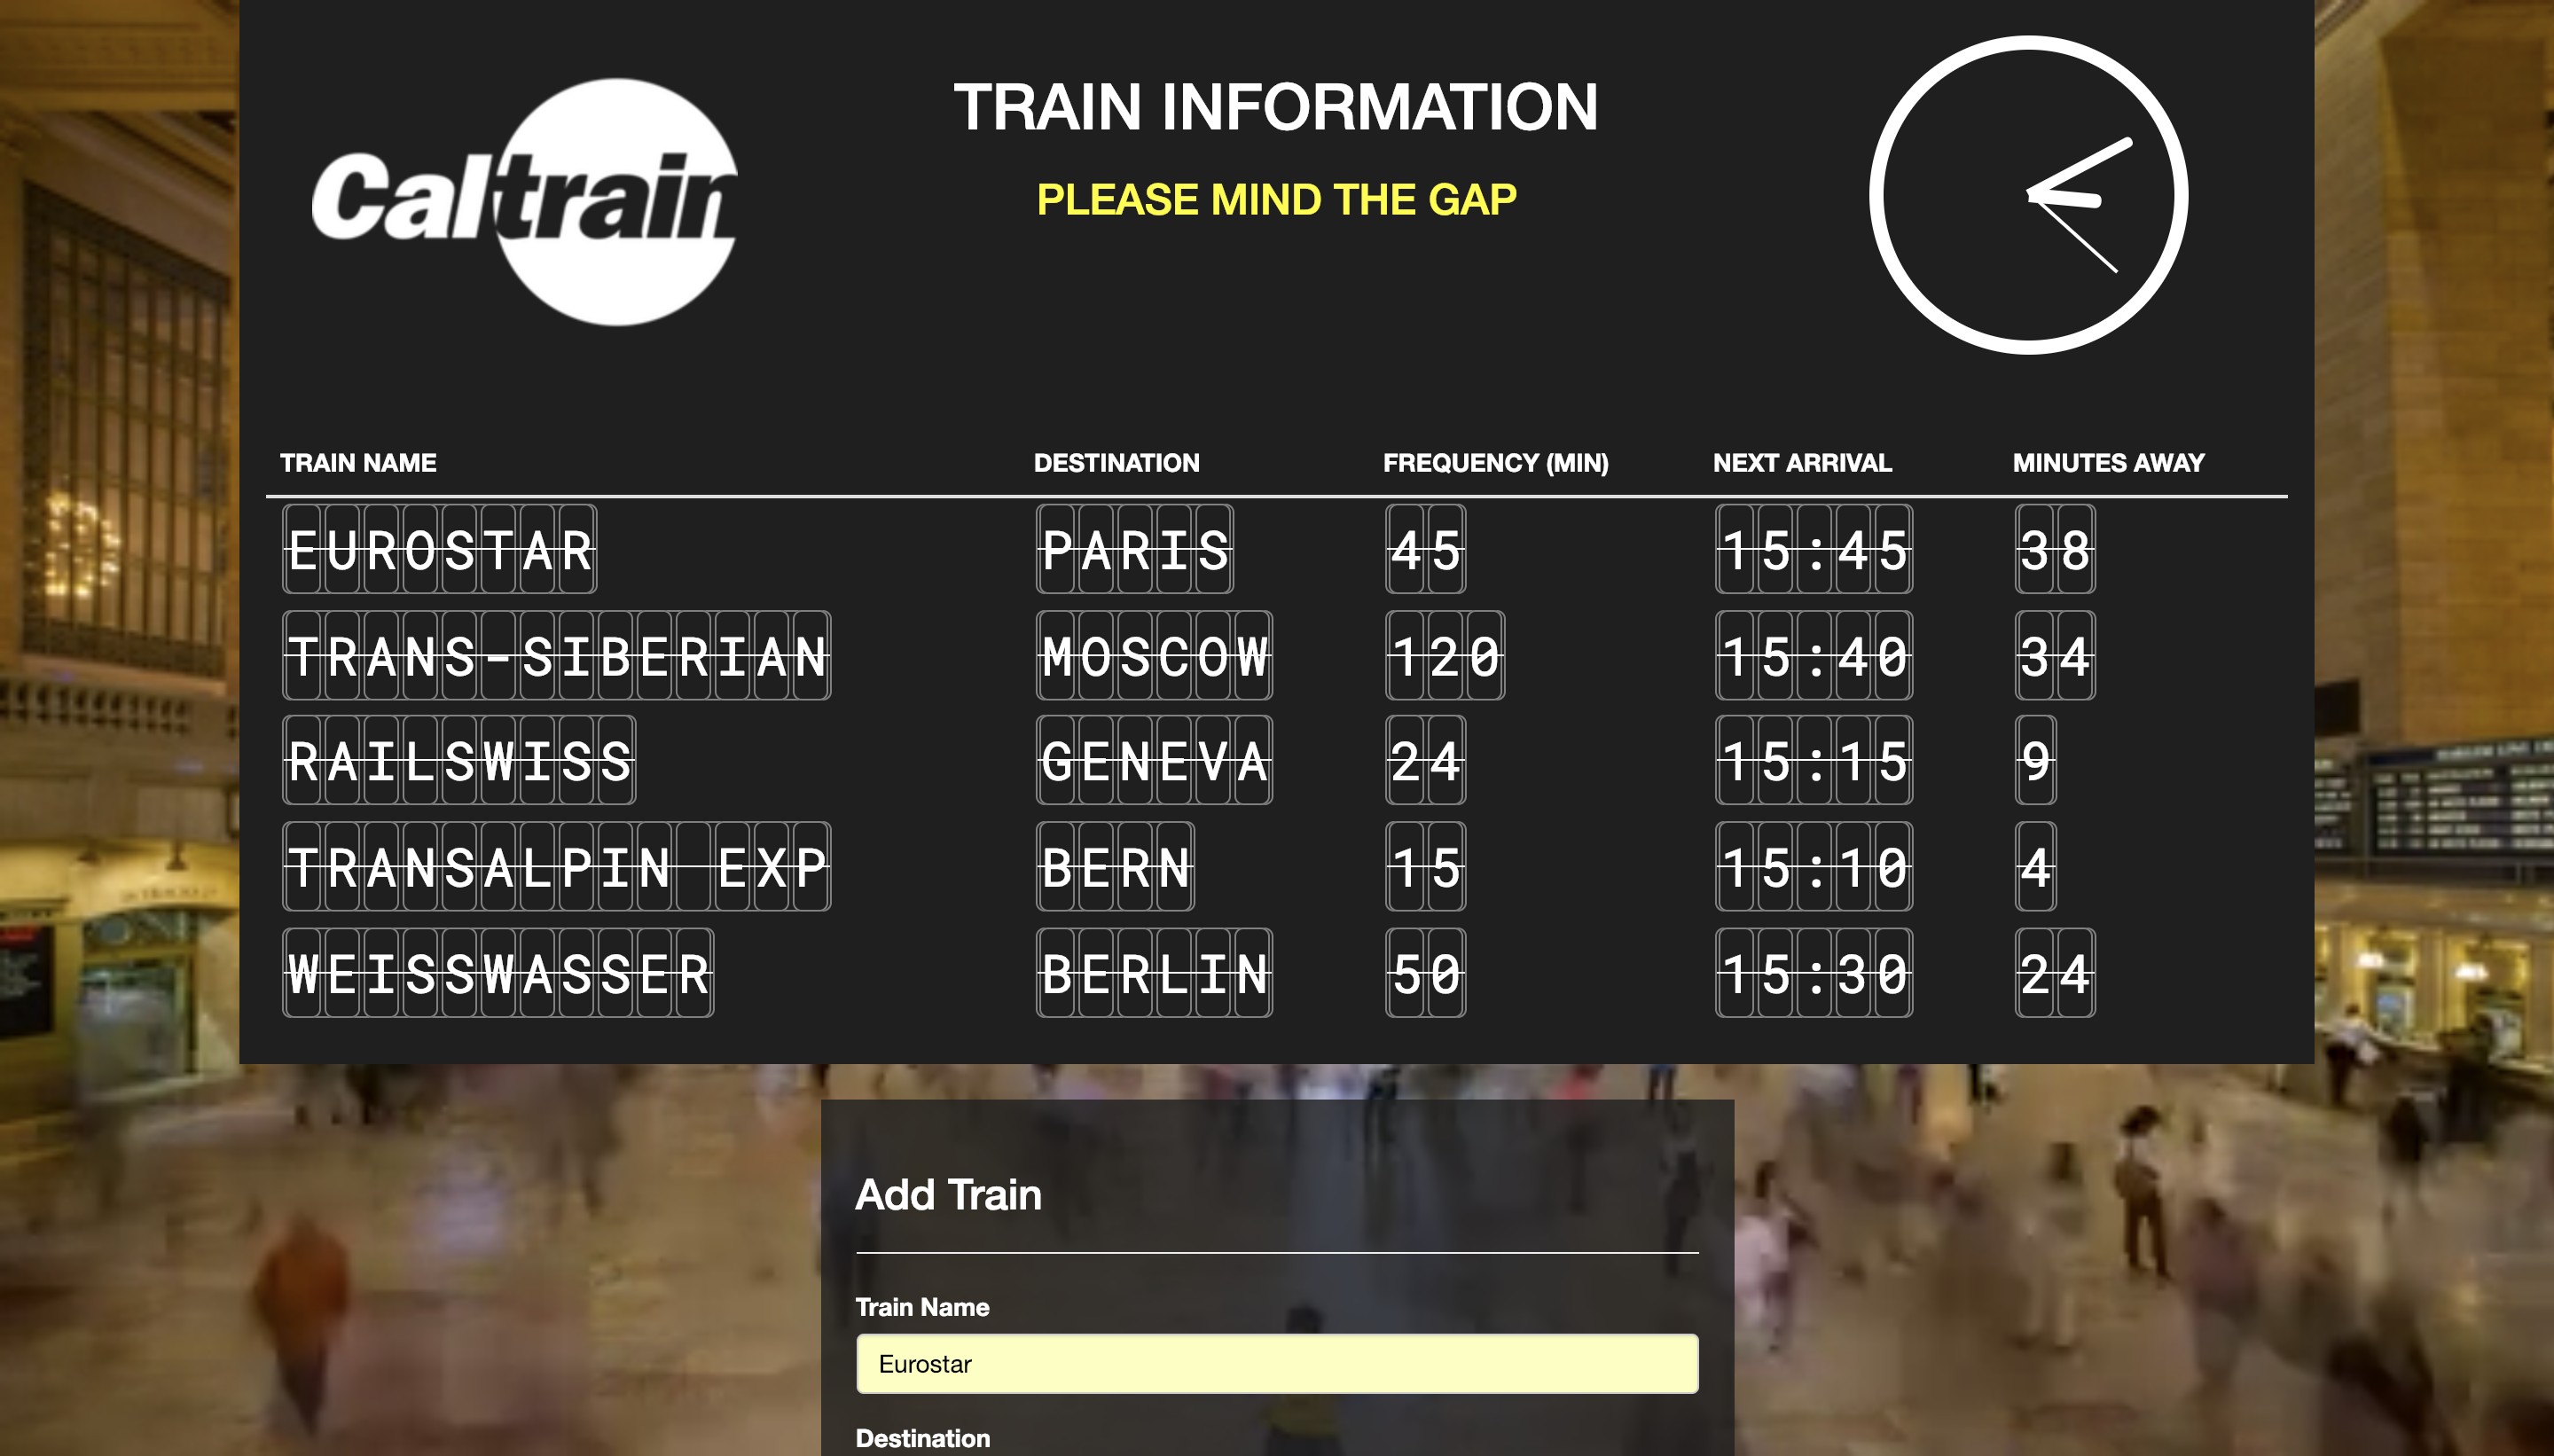 Caltrain
TRAIN INFORMATION
PLEASE MIND THE GAP
TRAIN NAME DESTINATION FREQUENCY (MIN) NEXT ARRIVAL MINUTES AWAY
EUROSTAR PARIS 45 15:45 38
TRANS-SIBERIAN MOSCOW 120 15:40 34
RAILSWISS GENEVA 24 15:15 9
TRANSALPIN EXP BERN 15 15:10 4
WEISSWASSER BERLIN 50 15:30 24
Add Train
Train Name
Eurostar
Destination